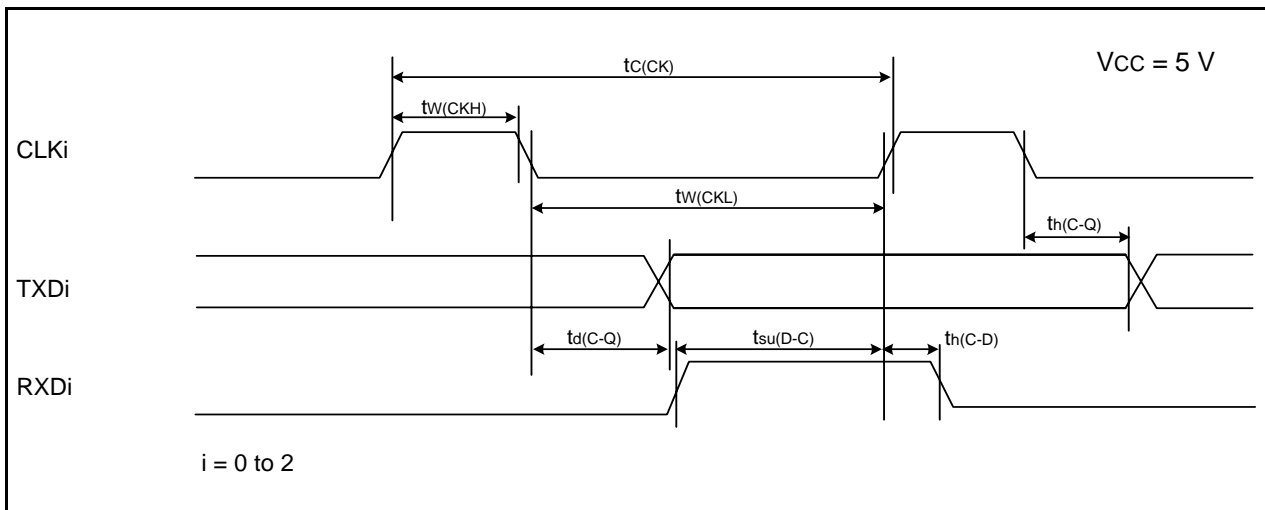 VCC = 5 V
tC(CK)
tW(CKH)
CLKi
tW(CKL)
th(C-Q)
TXDi
td(C-Q)
tsu(D-C)
th(C-D)
RXDi
i = 0 to 2